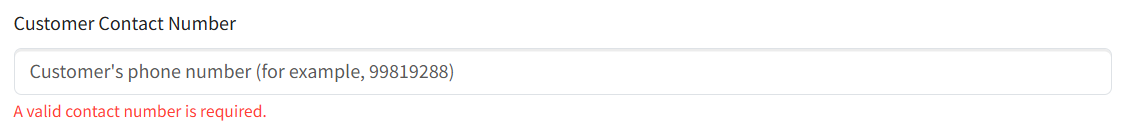 Customer Contact Number
Customer's phone number (for example, 99819288)
A valid contact number is required.